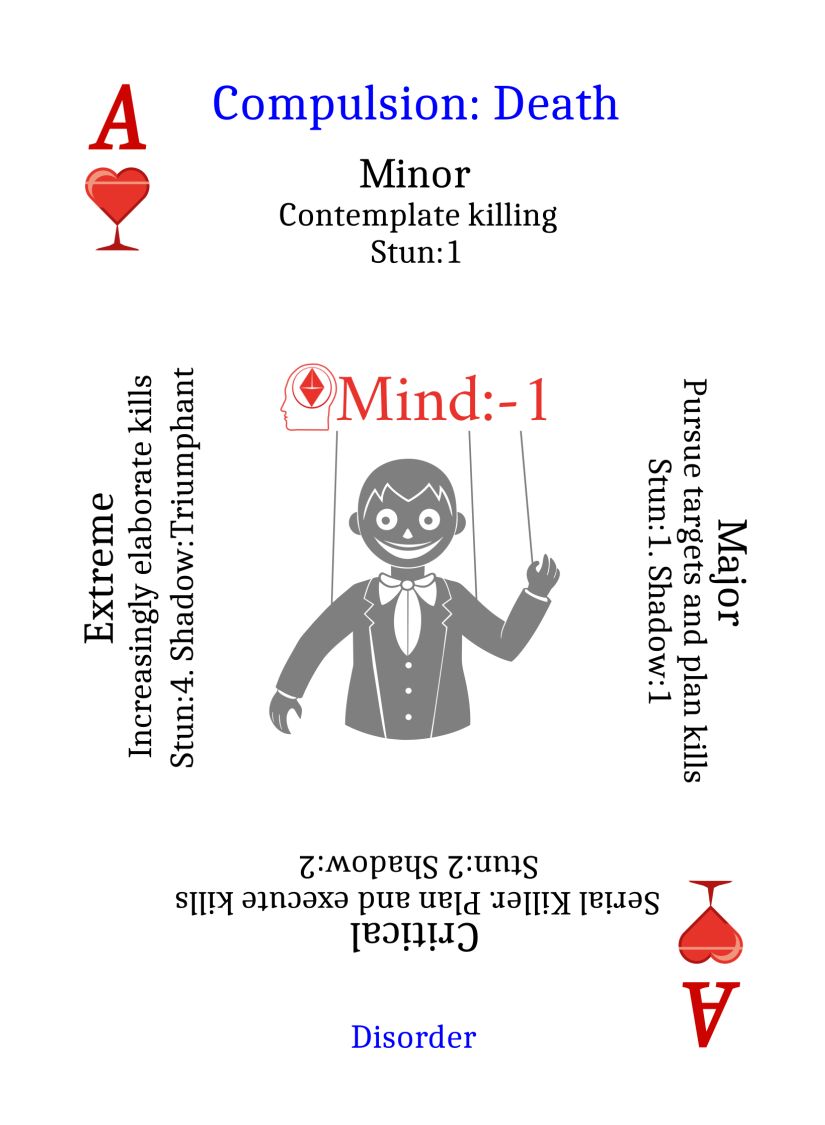 A
Compulsion: Death
Minor
Contemplate killing
Stun:1
Mind:-1
Major
Pursue targets and plan kills
Stun:1. Shadow:1
Critical
Serial Killer. Plan and execute kills
Stun:2 Shadow:2
Extreme
Increasingly elaborate kills
Stun:4. Shadow:Triumphant
A
Disorder